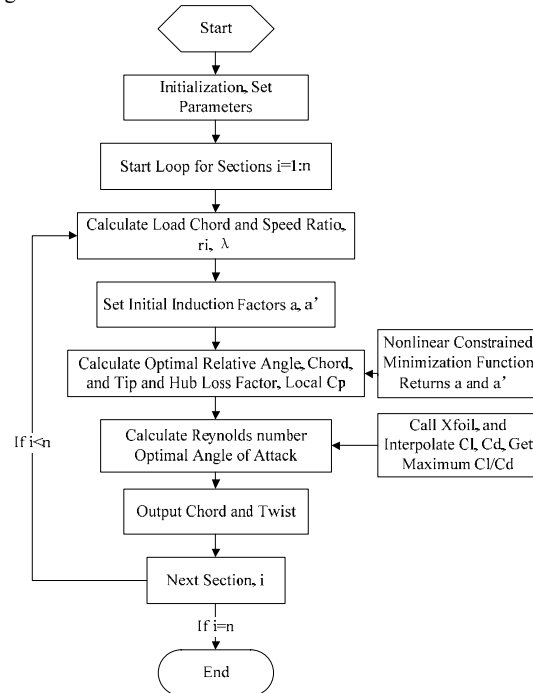 Start
Initialization, Set
Parameters
Start Loop for Sections i=1:n
Calculate Load Chord and Speed Ratio,
ri, λ
Set Initial Induction Factors a, a’
Calculate Optimal Relative Angle, Chord,
and Tip and Hub Loss Factor, Local Cp
Nonlinear Constrained
Minimization Function
Returns a and a’
Calculate Reynolds number
Optimal Angle of Attack
Call Xfoil, and
Interpolate Cl, Cd, Get
Maximum Cl/Cd
If i<n
Output Chord and Twist
Next Section, i
If i=n
End